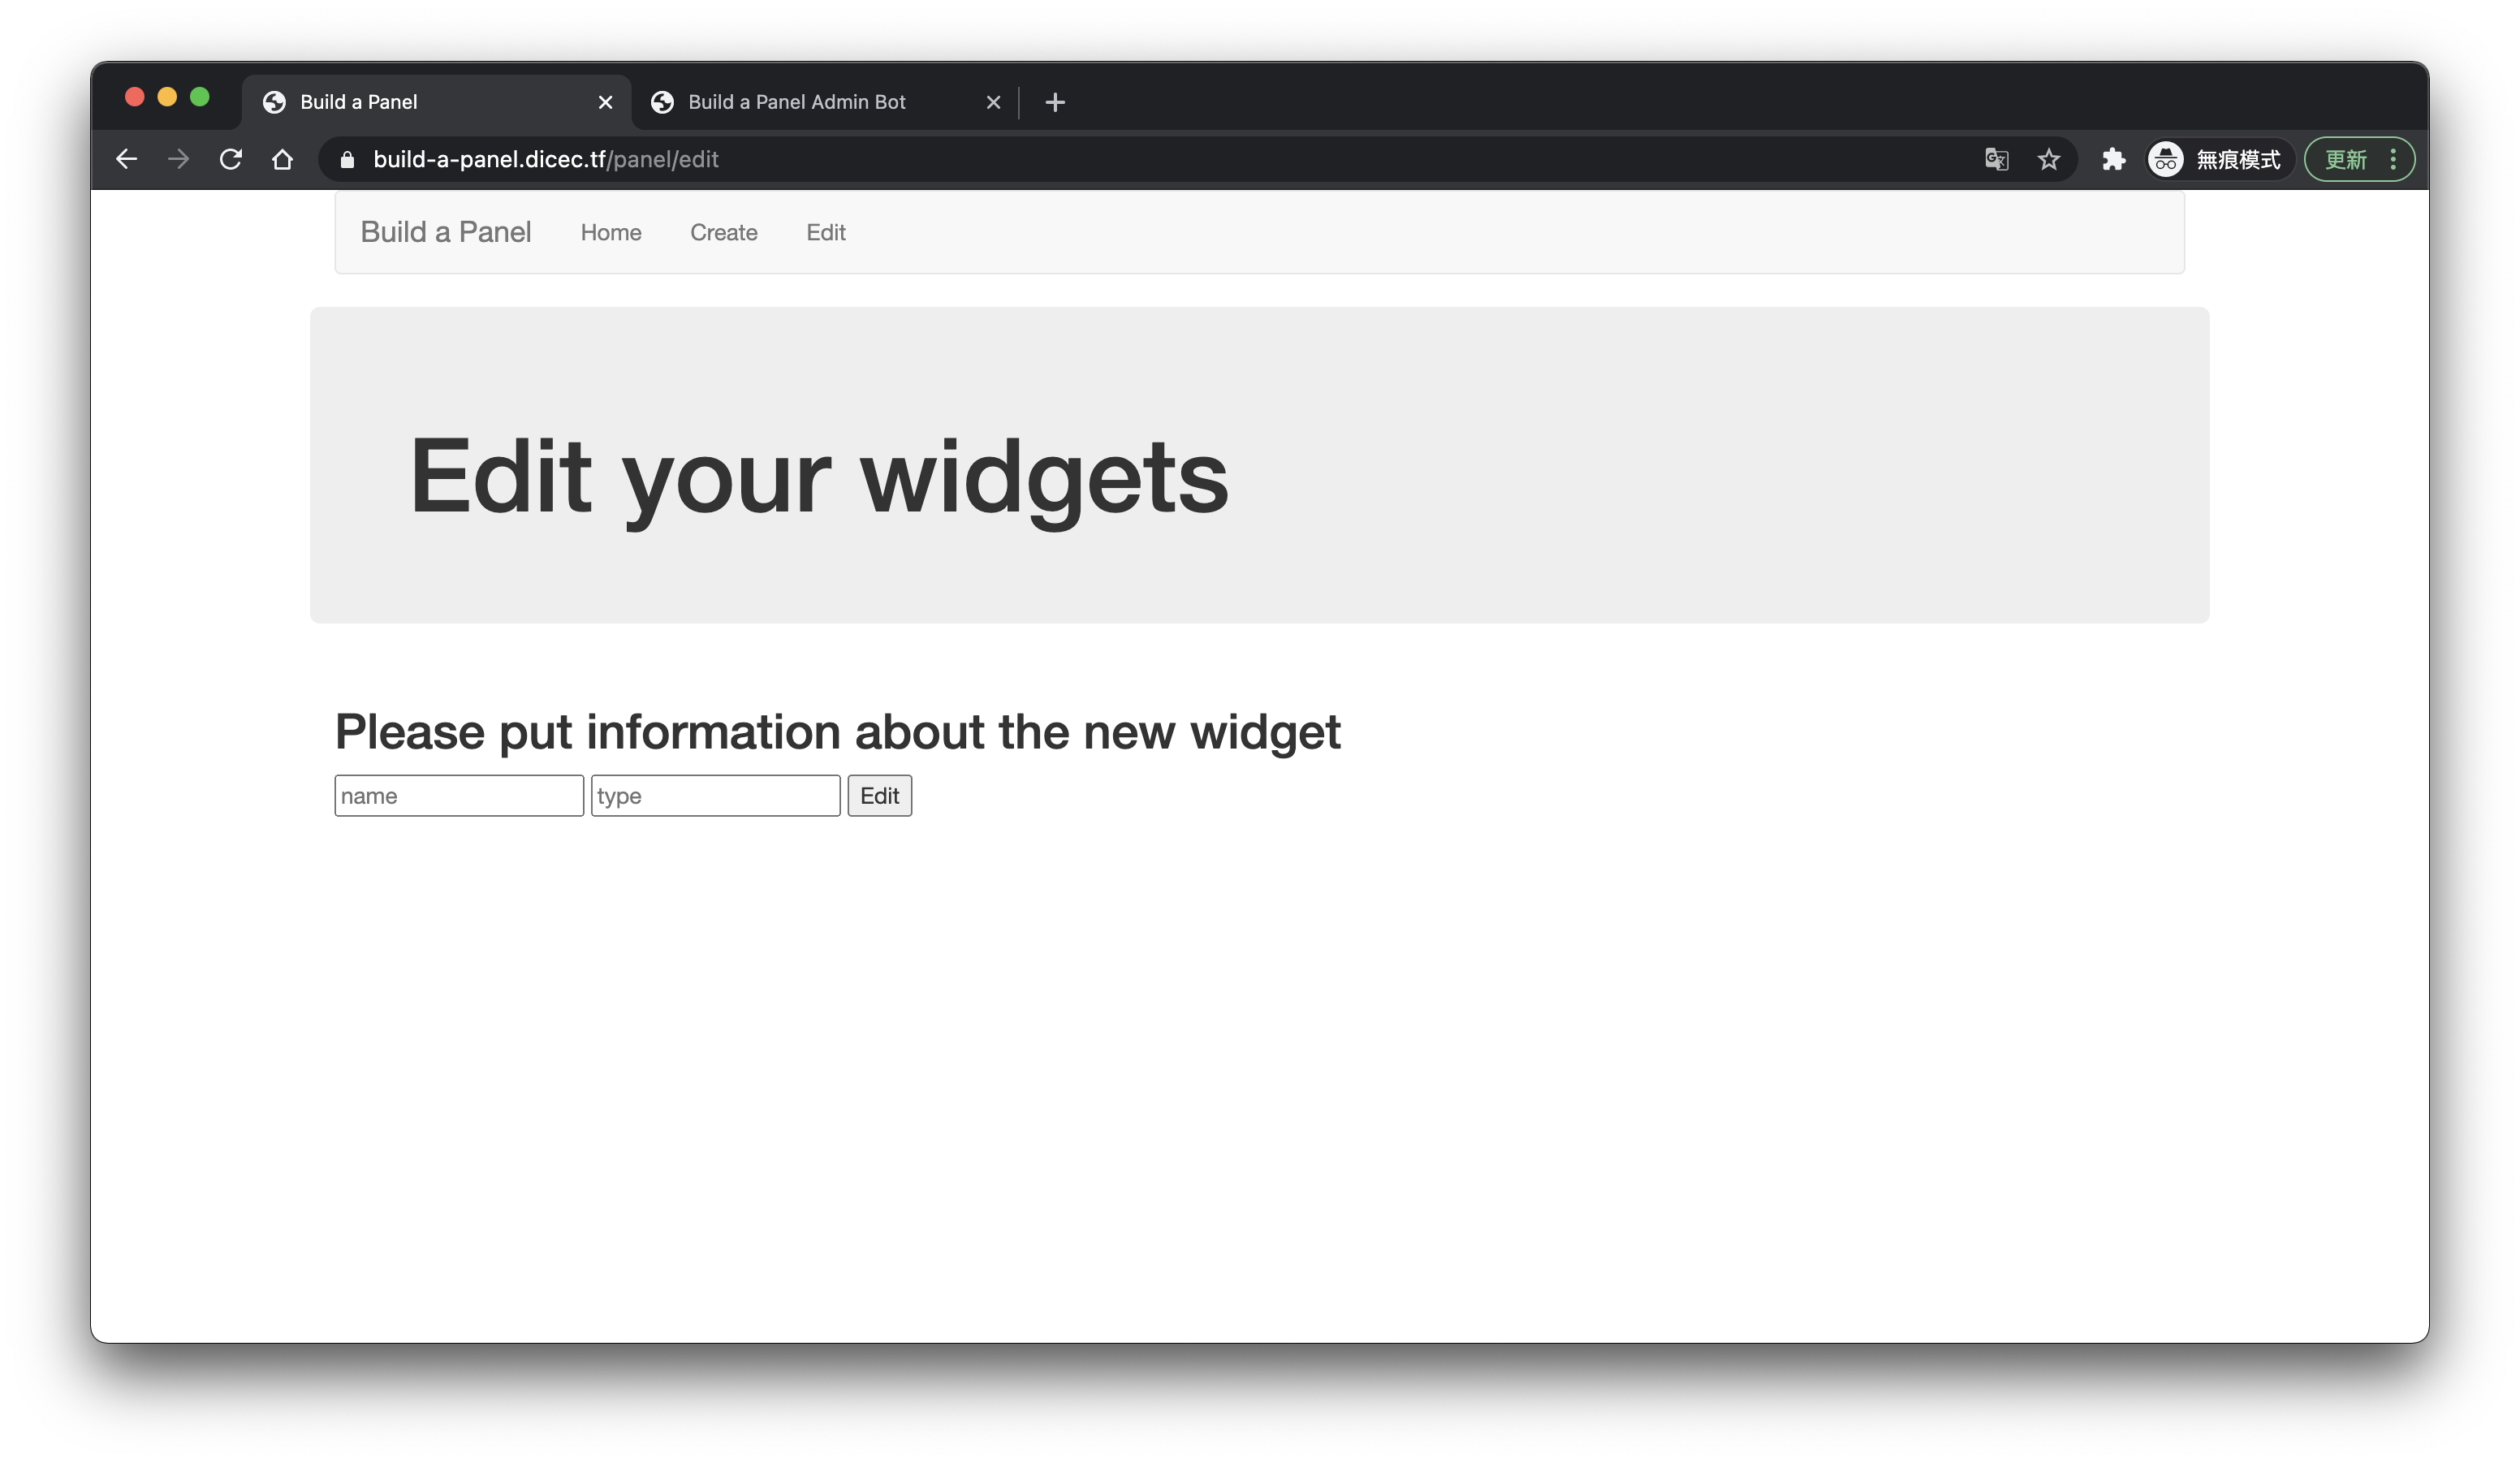 Build a Panel
Build a Panel Admin Bot
build-a-panel.dicec.tf/panel/edit
無痕模式
更新
Build a Panel Home Create Edit
Edit your widgets
Please put information about the new widget
name type Edit